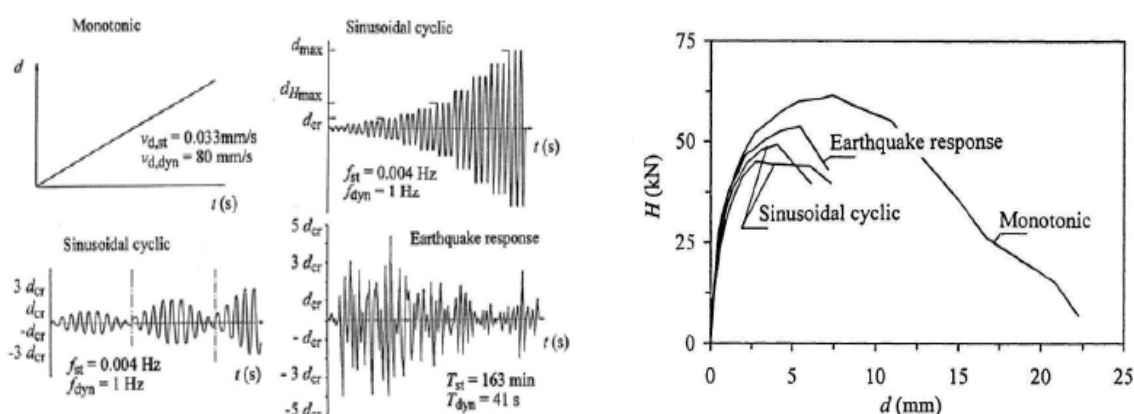 Monotonic
d
v_d,st = 0.033mm/s
v_d,dyn = 80 mm/s
t (s)
Sinusoidal cyclic
d_max
d_Hmax
d_cr
t (s)
f_st = 0.004 Hz
f_dyn = 1 Hz
Sinusoidal cyclic
3 d_cr
d_cr
-d_cr
-3 d_cr
t (s)
f_st = 0.004 Hz
f_dyn = 1 Hz
Earthquake response
5 d_cr
3 d_cr
d_cr
-d_cr
- 3 d_cr
-5 d_cr
t (s)
T_st = 163 min
T_dyn = 41 s
75
50
25
0
H (kN)
Earthquake response
Sinusoidal cyclic
Monotonic
0 5 10 15 20 25
d (mm)